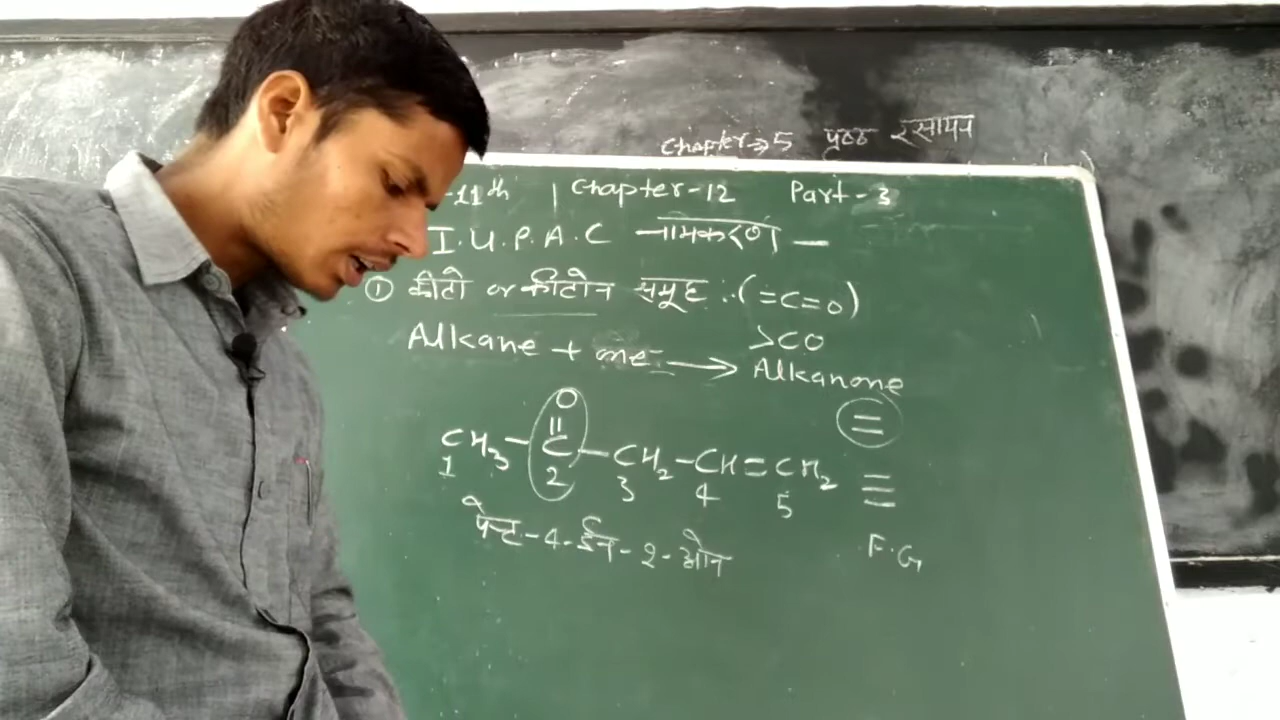 Chapter→5 पृष्ठ रसायन
-11th | Chapter-12 Part-3
I.U.P.A.C नामकरण —
① कीटो or कीटोन समूह :- (=C=O)
>CO
Alkane + one → Alkanone
O
||
CH3-C-CH2-CH=CH2
1 2 3 4 5
=
≡
पेन्ट-4-ईन-2-ओन
F.G